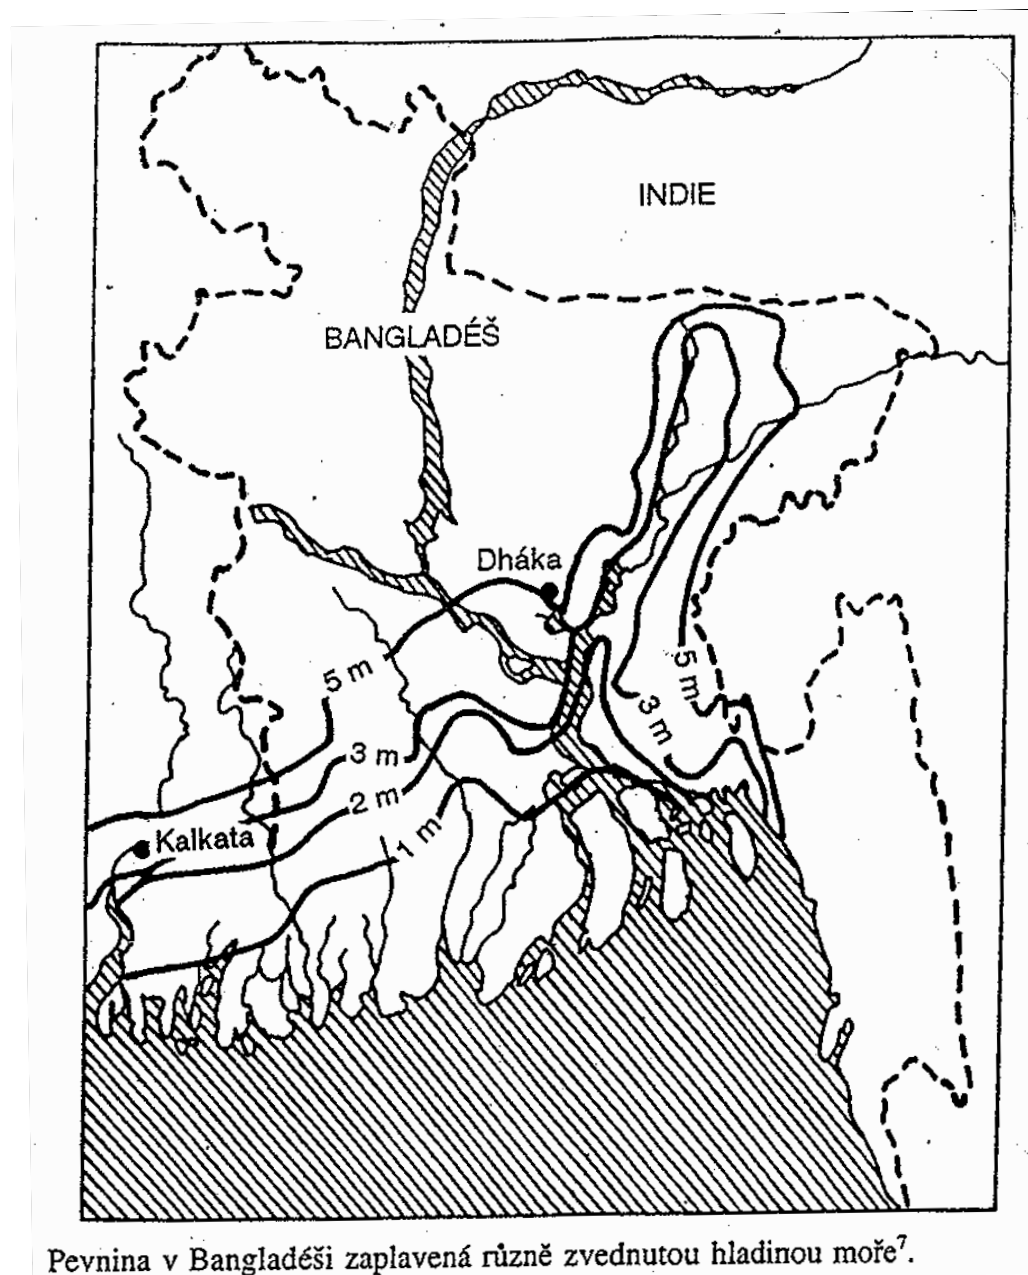 INDIE
BANGLADÉŠ
Dháka
5 m
5 m
3 m
3 m
2 m
1 m
Kalkata
Pevnina v Bangladéši zaplavená různě zvednutou hladinou moře⁷.